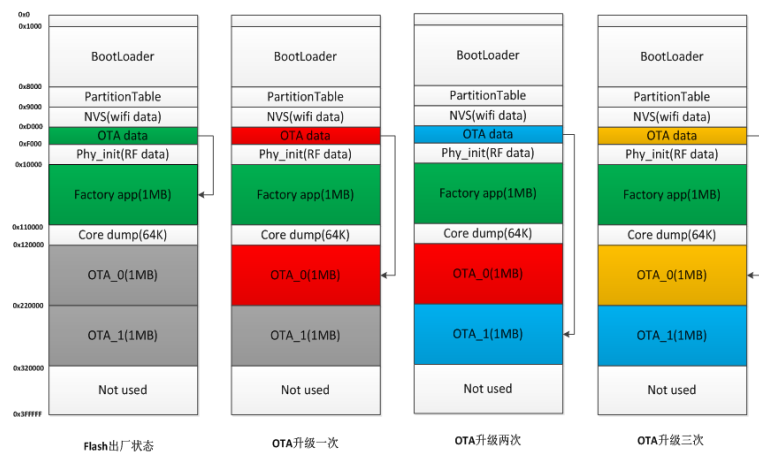 0x0
0x1000
BootLoader
0x8000
PartitionTable
0x9000
NVS(wifi data)
0xD000
OTA data
0xF000
Phy_init(RF data)
0x10000
Factory app(1MB)
0x110000
Core dump(64K)
0x120000
OTA_0(1MB)
0x220000
OTA_1(1MB)
0x320000
Not used
0x3FFFFF
Flash出厂状态
BootLoader
PartitionTable
NVS(wifi data)
OTA data
Phy_init(RF data)
Factory app(1MB)
Core dump(64K)
OTA_0(1MB)
OTA_1(1MB)
Not used
OTA升级一次
BootLoader
PartitionTable
NVS(wifi data)
OTA data
Phy_init(RF data)
Factory app(1MB)
Core dump(64K)
OTA_0(1MB)
OTA_1(1MB)
Not used
OTA升级两次
BootLoader
PartitionTable
NVS(wifi data)
OTA data
Phy_init(RF data)
Factory app(1MB)
Core dump(64K)
OTA_0(1MB)
OTA_1(1MB)
Not used
OTA升级三次